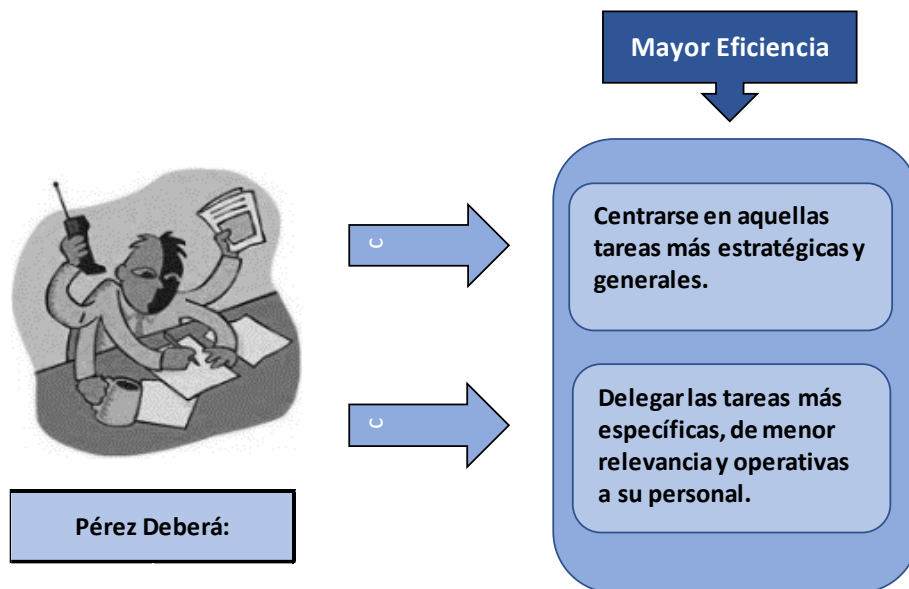 Mayor Eficiencia
C
Centrarse en aquellas
tareas más estratégicas y
generales.
C
Delegar las tareas más
específicas, de menor
relevancia y operativas
a su personal.
Pérez Deberá: